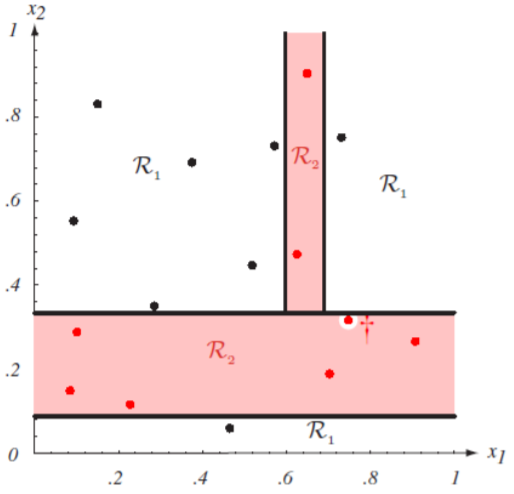 x₂
1
.8
.6
.4
.2
0
R₁
R₂
R₁
R₂
†
R₁
.2
.4
.6
.8
1
x₁